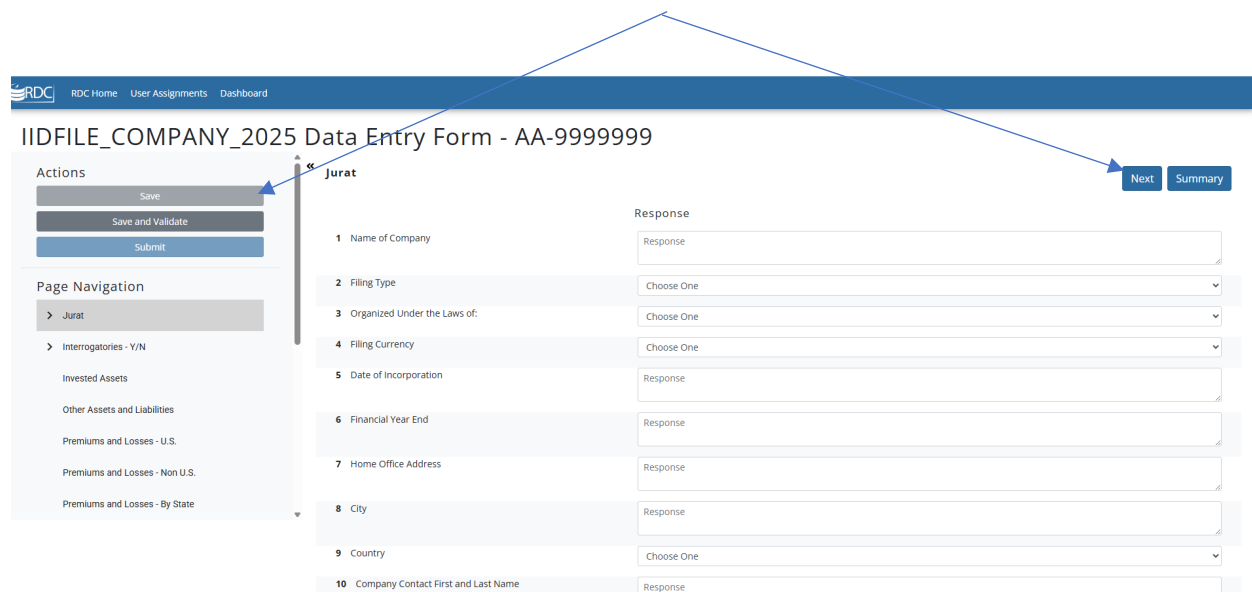 RDC RDC Home User Assignments Dashboard
IIDFILE_COMPANY_2025 Data Entry Form - AA-9999999
Actions
Save
Save and Validate
Submit
Page Navigation
Jurat
Interrogatories - Y/N
Invested Assets
Other Assets and Liabilities
Premiums and Losses - U.S.
Premiums and Losses - Non U.S.
Premiums and Losses - By State
«
Jurat
Next Summary
Response
1 Name of Company Response
2 Filing Type Choose One
3 Organized Under the Laws of: Choose One
4 Filing Currency Choose One
5 Date of Incorporation Response
6 Financial Year End Response
7 Home Office Address Response
8 City Response
9 Country Choose One
10 Company Contact First and Last Name Response